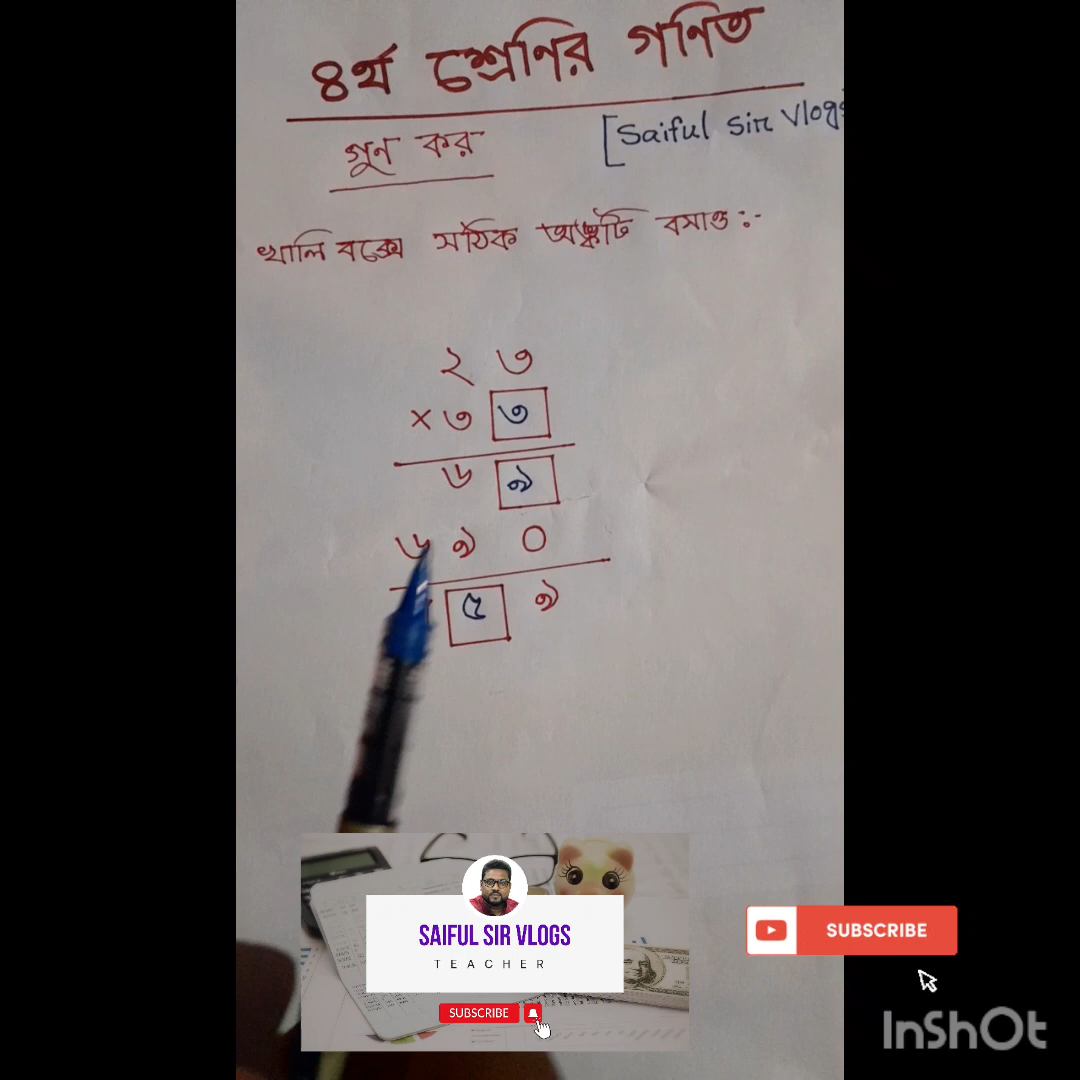 ৪র্থ শ্রেণির গণিত
গুন কর
[Saiful Sir Vlogs
খালি বক্সে সঠিক অঙ্কটি বসাও :-
২ ৩
× ৩ ৩
৬ ৯
৬ ৯ ০
৫ ৯
SAIFUL SIR VLOGS
TEACHER
SUBSCRIBE
SUBSCRIBE
InShOt